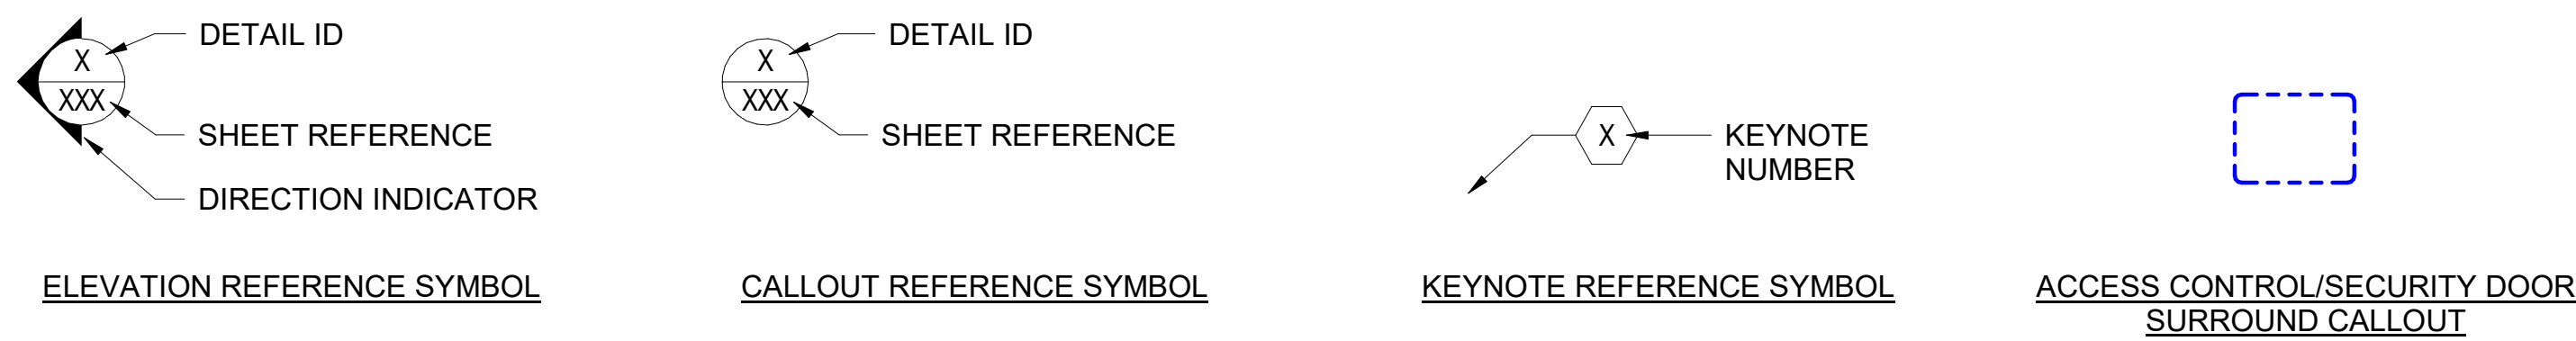 X
XXX
DETAIL ID
SHEET REFERENCE
DIRECTION INDICATOR
ELEVATION REFERENCE SYMBOL
X
XXX
DETAIL ID
SHEET REFERENCE
CALLOUT REFERENCE SYMBOL
X
KEYNOTE
NUMBER
KEYNOTE REFERENCE SYMBOL
ACCESS CONTROL/SECURITY DOOR
SURROUND CALLOUT